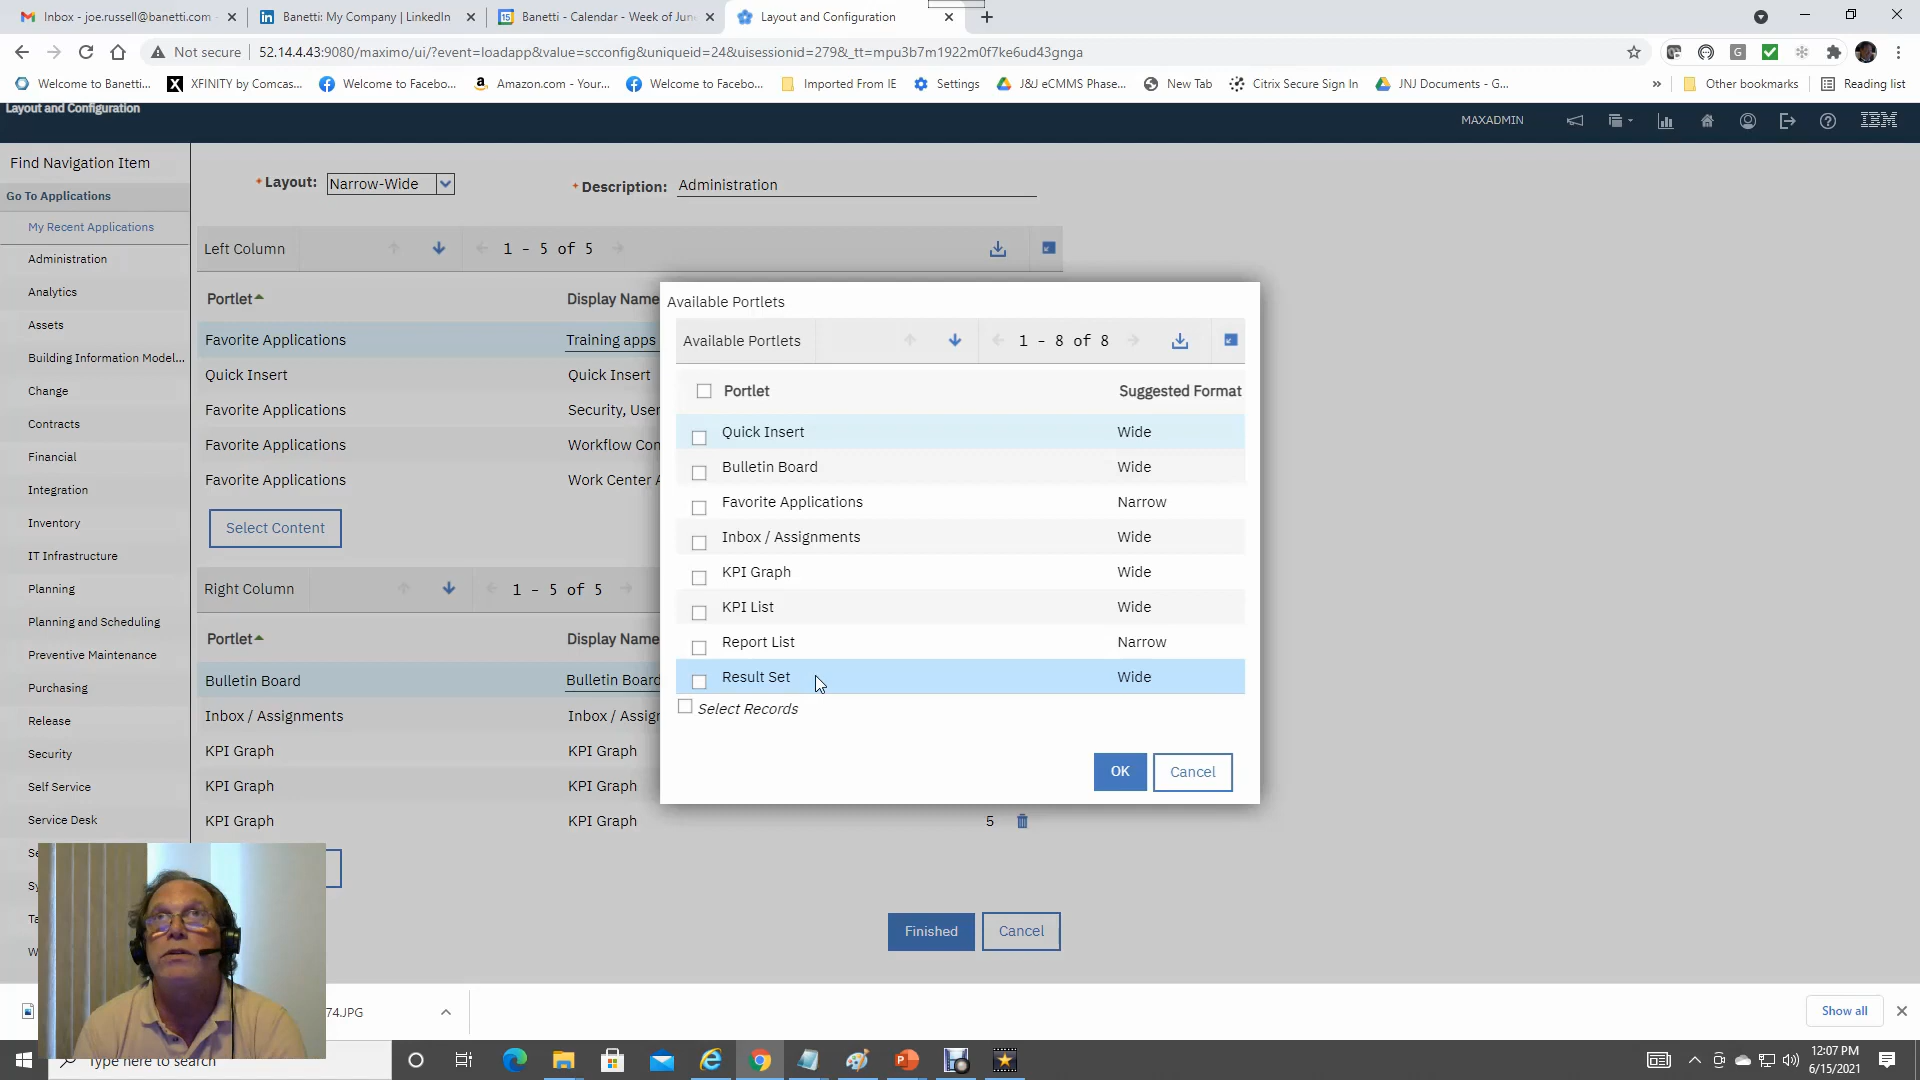 Inbox - joe.russell@banetti.com
Banetti: My Company | LinkedIn
Banetti - Calendar - Week of Jun
Layout and Configuration
Not secure
52.14.4.43:9080/maximo/ui/?event=loadapp&value=scconfig&uniqueid=24&uisessionid=279&_tt=mpu3b7m1922m0f7ke6ud43gnga
Welcome to Banetti...
XFINITY by Comcas...
Welcome to Facebo...
Amazon.com - Your...
Welcome to Facebo...
Imported From IE
Settings
J&J eCMMS Phase...
New Tab
Citrix Secure Sign In
JNJ Documents - G...
Other bookmarks
Reading list
Layout and Configuration
MAXADMIN
IBM
Find Navigation Item
Go To Applications
My Recent Applications
Administration
Analytics
Assets
Building Information Model...
Change
Contracts
Financial
Integration
Inventory
IT Infrastructure
Planning
Planning and Scheduling
Preventive Maintenance
Purchasing
Release
Security
Self Service
Service Desk
Se
Sy
Ta
W
* Layout: Narrow-Wide
* Description: Administration
Left Column 1 - 5 of 5
Portlet Display Name
Favorite Applications Training apps
Quick Insert Quick Insert
Favorite Applications Security, User
Favorite Applications Workflow Con
Favorite Applications Work Center A
Select Content
Right Column 1 - 5 of 5
Portlet Display Name
Bulletin Board Bulletin Board
Inbox / Assignments Inbox / Assig
KPI Graph KPI Graph
KPI Graph KPI Graph
KPI Graph KPI Graph 5
Finished Cancel
Available Portlets
Available Portlets 1 - 8 of 8
Portlet Suggested Format
Quick Insert Wide
Bulletin Board Wide
Favorite Applications Narrow
Inbox / Assignments Wide
KPI Graph Wide
KPI List Wide
Report List Narrow
Result Set Wide
Select Records
OK Cancel
74.JPG
Show all
Type here to search
12:07 PM
6/15/2021